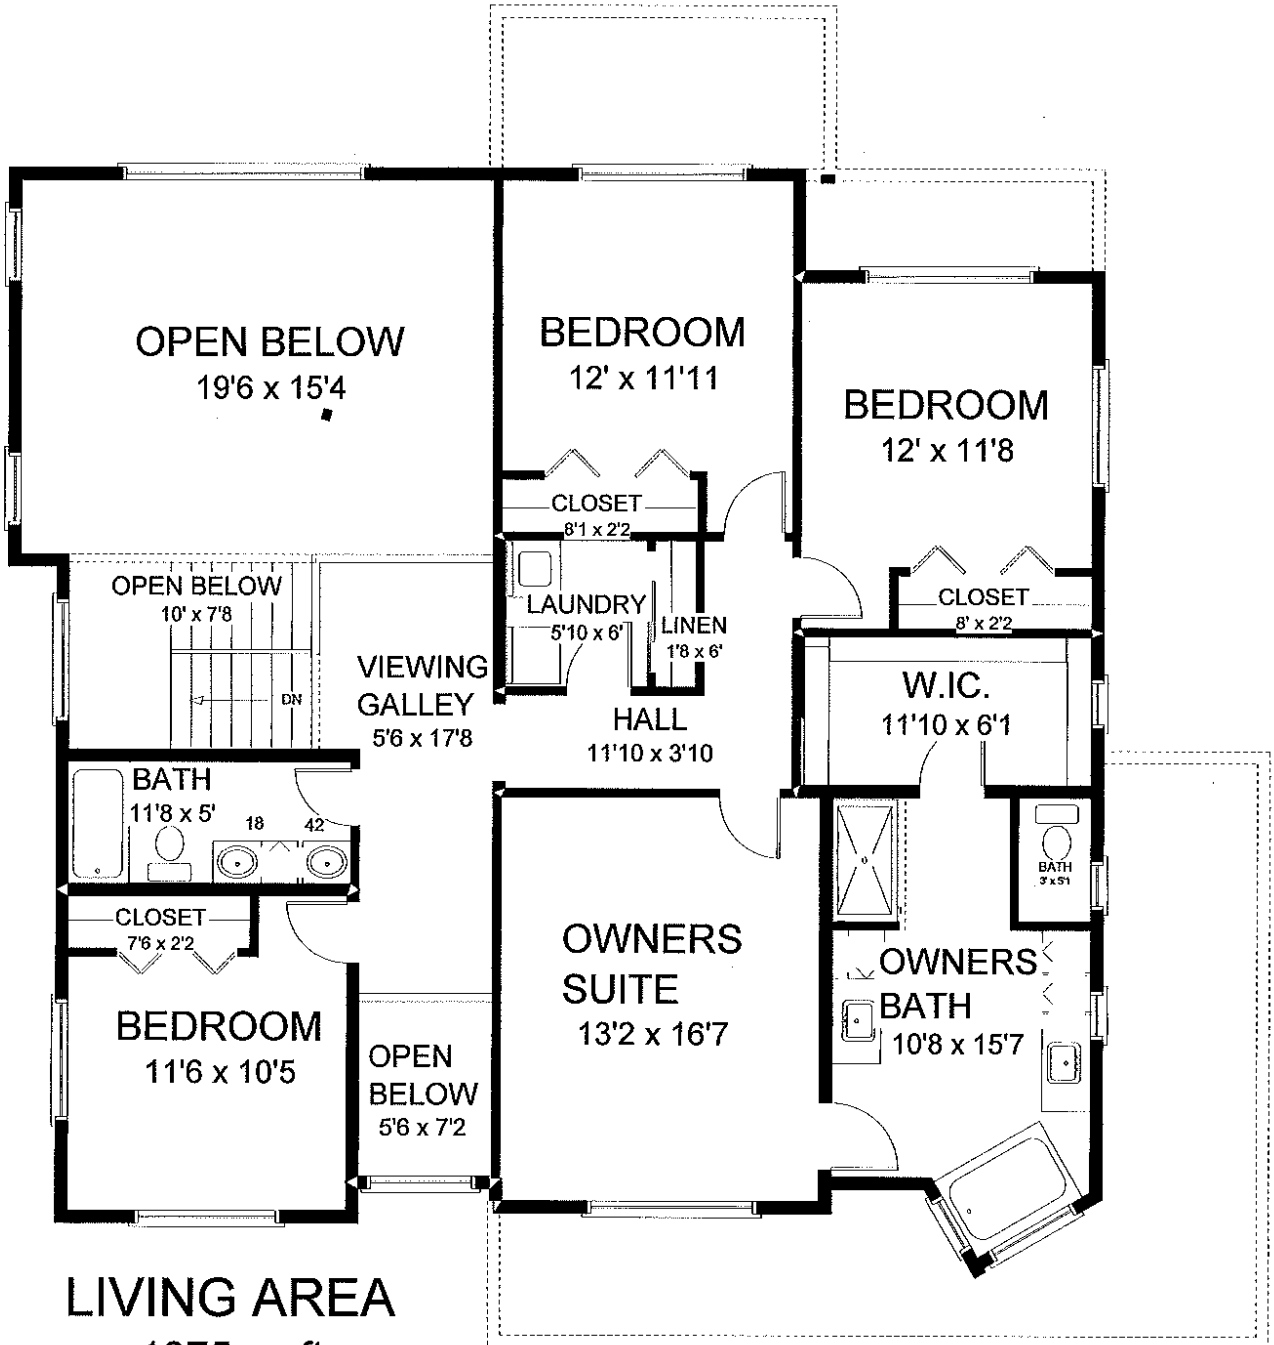 OPEN BELOW
19'6 x 15'4
BEDROOM
12' x 11'11
BEDROOM
12' x 11'8
CLOSET
8'1 x 2'2
OPEN BELOW
10' x 7'8
LAUNDRY
5'10 x 6'
LINEN
1'8 x 6'
CLOSET
8' x 2'2
VIEWING
GALLEY
5'6 x 17'8
DN
HALL
11'10 x 3'10
W.IC.
11'10 x 6'1
BATH
11'8 x 5'
18
42
BATH
3' x 5'1
CLOSET
7'6 x 2'2
OWNERS
SUITE
13'2 x 16'7
OWNERS
BATH
10'8 x 15'7
BEDROOM
11'6 x 10'5
OPEN
BELOW
5'6 x 7'2
LIVING AREA